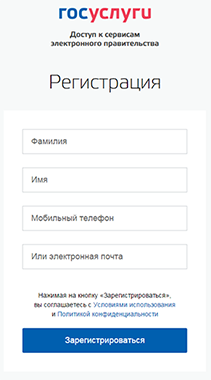 госуслуги
Доступ к сервисам
электронного правительства
Регистрация
Фамилия
Имя
Мобильный телефон
Или электронная почта
Нажимая на кнопку «Зарегистрироваться»,
вы соглашаетесь с Условиями использования
и Политикой конфиденциальности
Зарегистрироваться